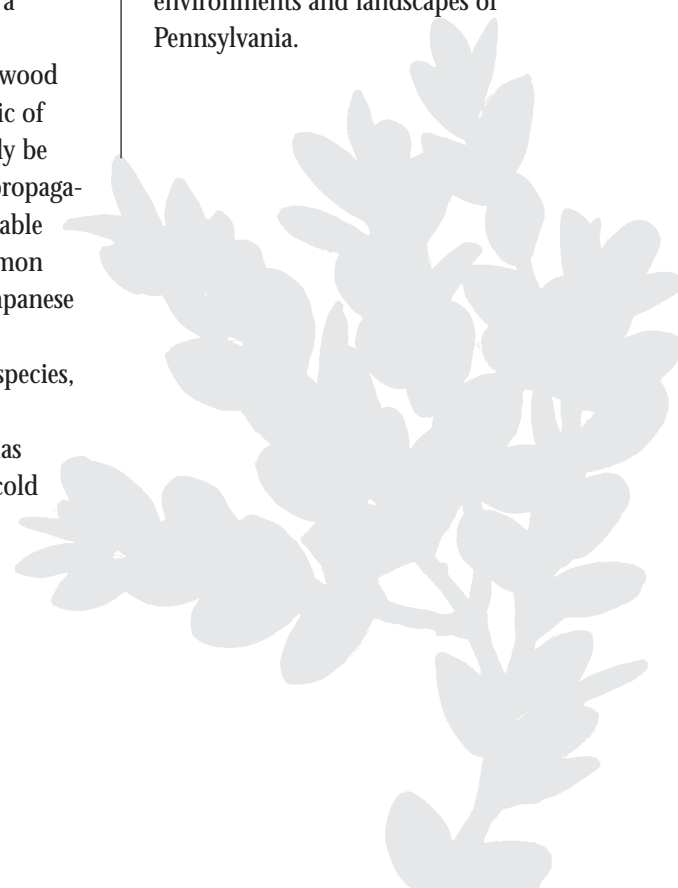 a
wood
ic of
ly be
propaga-
able
mon
apanese
species,
as
cold
environments and landscapes of
Pennsylvania.